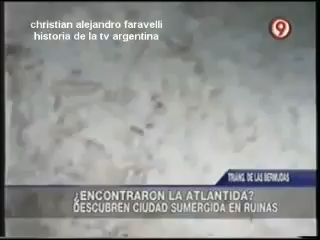 christian alejandro faravelli
historia de la tv argentina
9
TRIANG. DE LAS BERMUDAS
¿ENCONTRARON LA ATLANTIDA?
DESCUBREN CIUDAD SUMERGIDA EN RUINAS